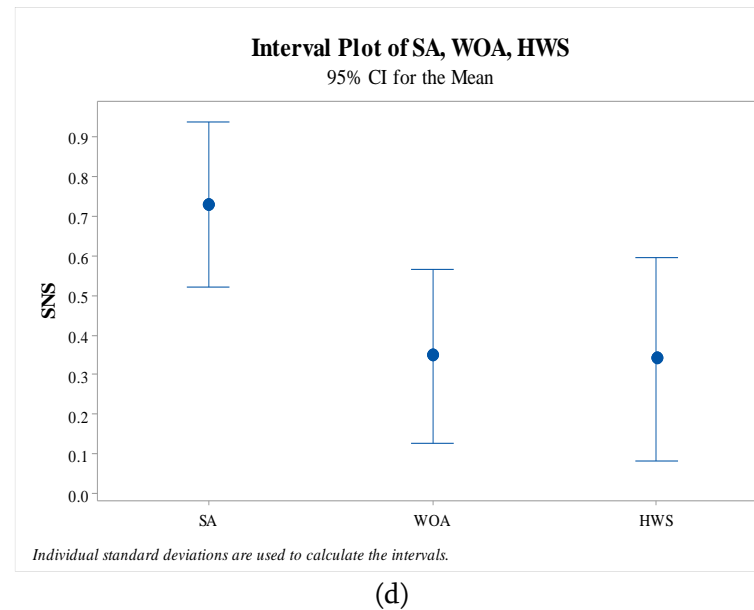 Interval Plot of SA, WOA, HWS
95% CI for the Mean
0.9
0.8
0.7
0.6
0.5
0.4
0.3
0.2
0.1
0.0
SNS
SA WOA HWS
Individual standard deviations are used to calculate the intervals.
(d)